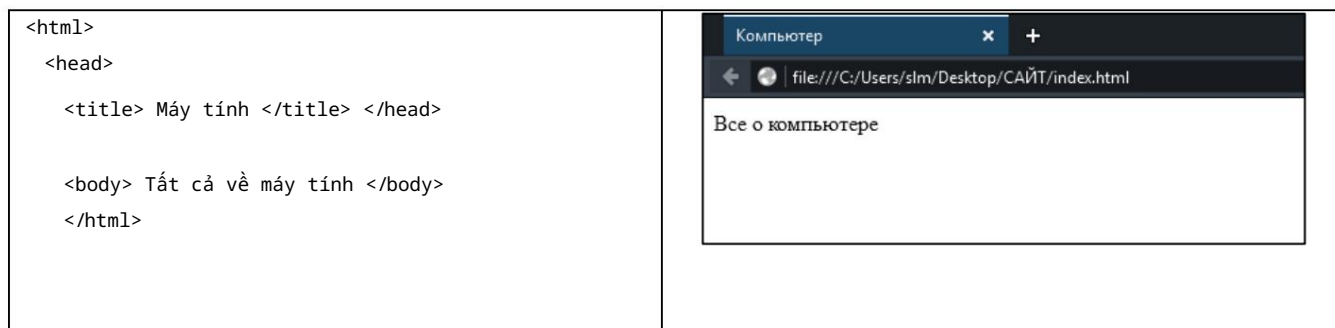 <html>
<head>
<title> Máy tính </title> </head>
<body> Tất cả về máy tính </body>
</html>
Компьютер
file:///C:/Users/slm/Desktop/САЙТ/index.html
Все о компьютере